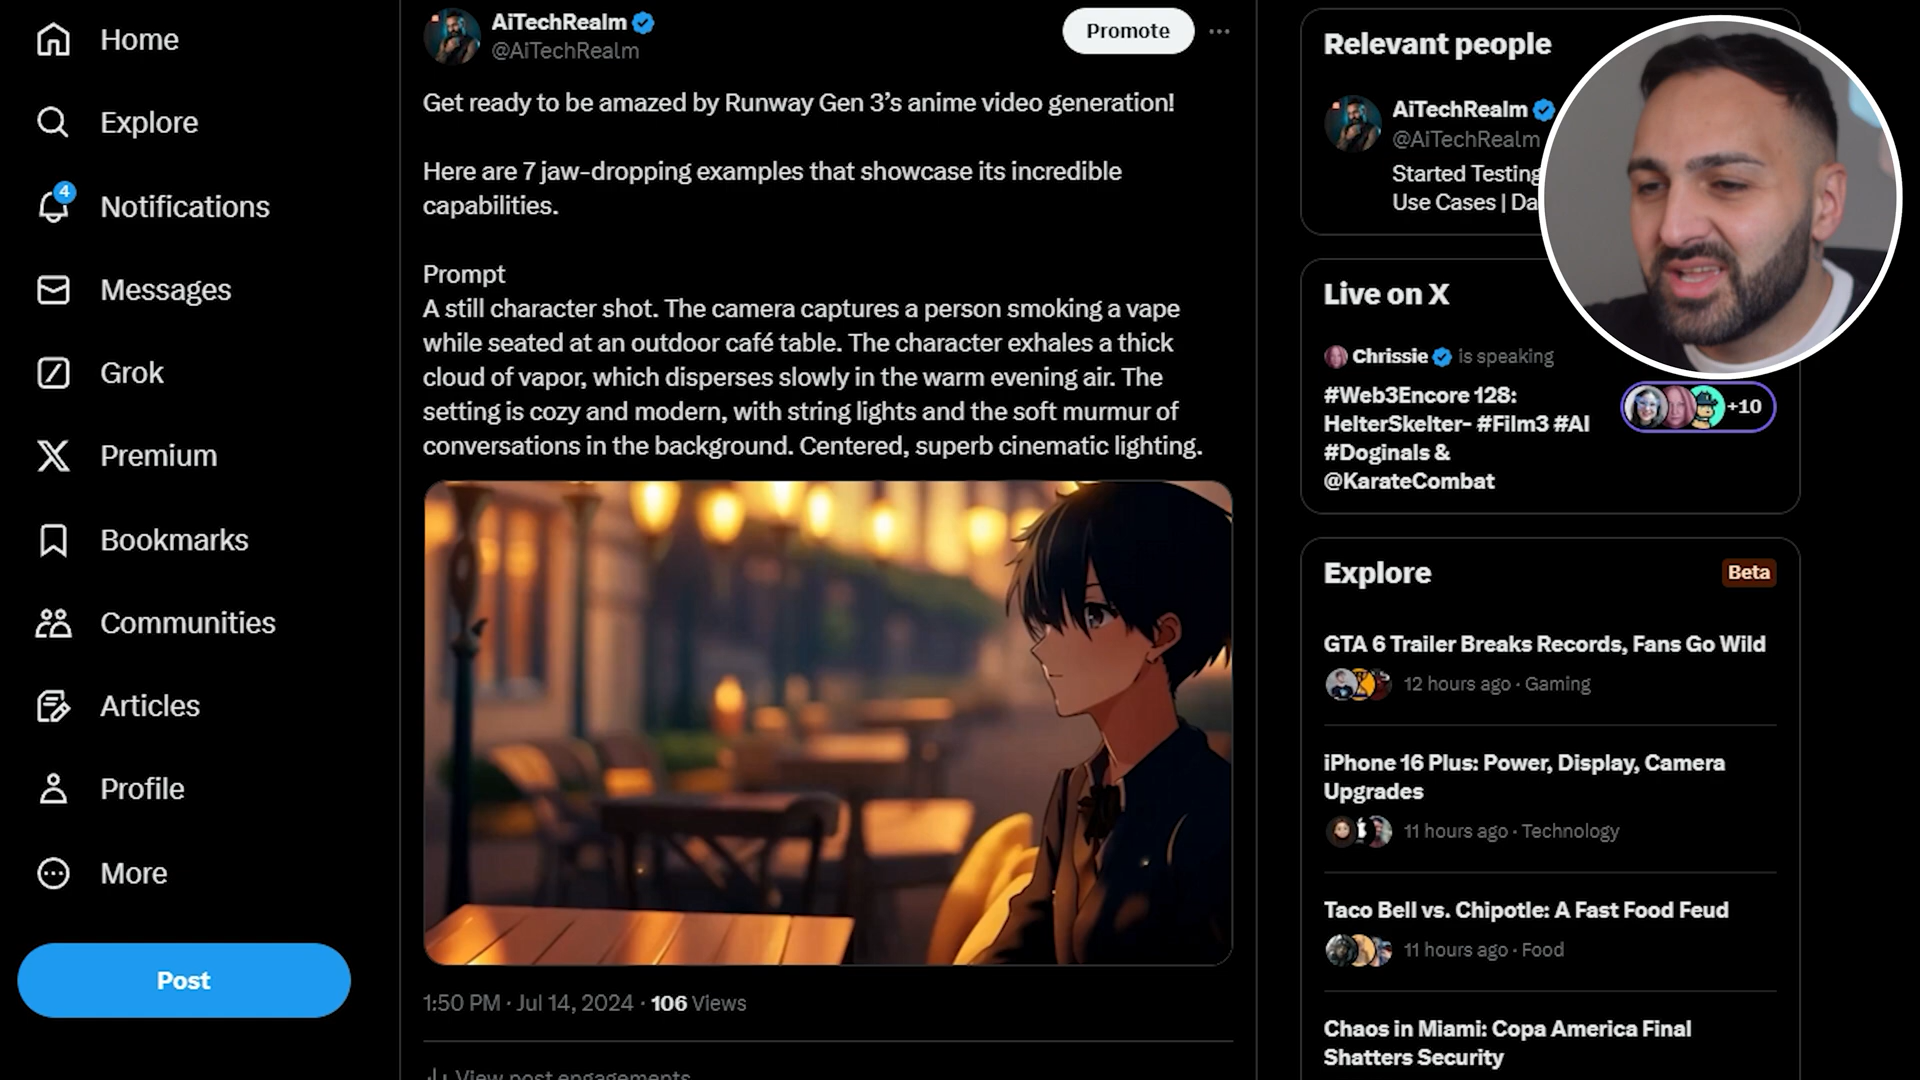 Home
Explore
4
Notifications
Messages
Grok
Premium
Bookmarks
Communities
Articles
Profile
More
Post
AiTechRealm
@AiTechRealm
Promote
Get ready to be amazed by Runway Gen 3’s anime video generation!
Here are 7 jaw-dropping examples that showcase its incredible
capabilities.
Prompt
A still character shot. The camera captures a person smoking a vape
while seated at an outdoor café table. The character exhales a thick
cloud of vapor, which disperses slowly in the warm evening air. The
setting is cozy and modern, with string lights and the soft murmur of
conversations in the background. Centered, superb cinematic lighting.
1:50 PM · Jul 14, 2024 · 106 Views
View post engagements
Relevant people
AiTechRealm
@AiTechRealm
Started Testing
Use Cases | Da
Live on X
Chrissie is speaking
#Web3Encore 128:
HelterSkelter- #Film3 #AI
#Doginals &
@KarateCombat
+10
Explore
Beta
GTA 6 Trailer Breaks Records, Fans Go Wild
12 hours ago · Gaming
iPhone 16 Plus: Power, Display, Camera
Upgrades
11 hours ago · Technology
Taco Bell vs. Chipotle: A Fast Food Feud
11 hours ago · Food
Chaos in Miami: Copa America Final
Shatters Security